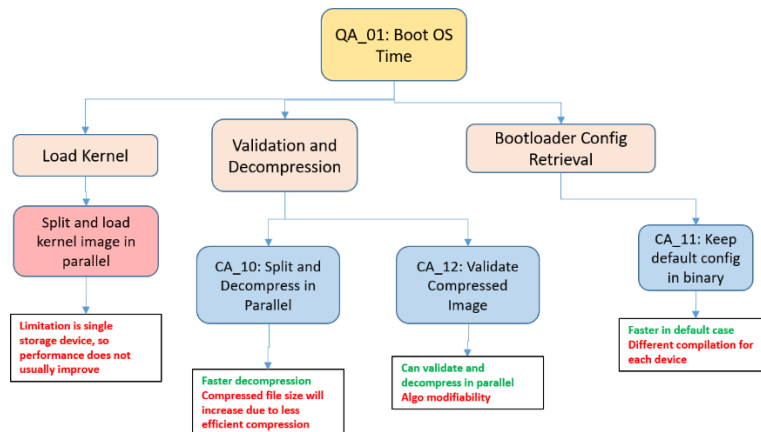 QA_01: Boot OS
Time
Load Kernel
Validation and
Decompression
Bootloader Config
Retrieval
Split and load
kernel image in
parallel
CA_10: Split and
Decompress in
Parallel
CA_12: Validate
Compressed
Image
CA_11: Keep
default config
in binary
Limitation is single
storage device, so
performance does not
usually improve
Faster decompression
Compressed file size will
increase due to less
efficient compression
Can validate and
decompress in parallel
Algo modifiability
Faster in default case
Different compilation for
each device